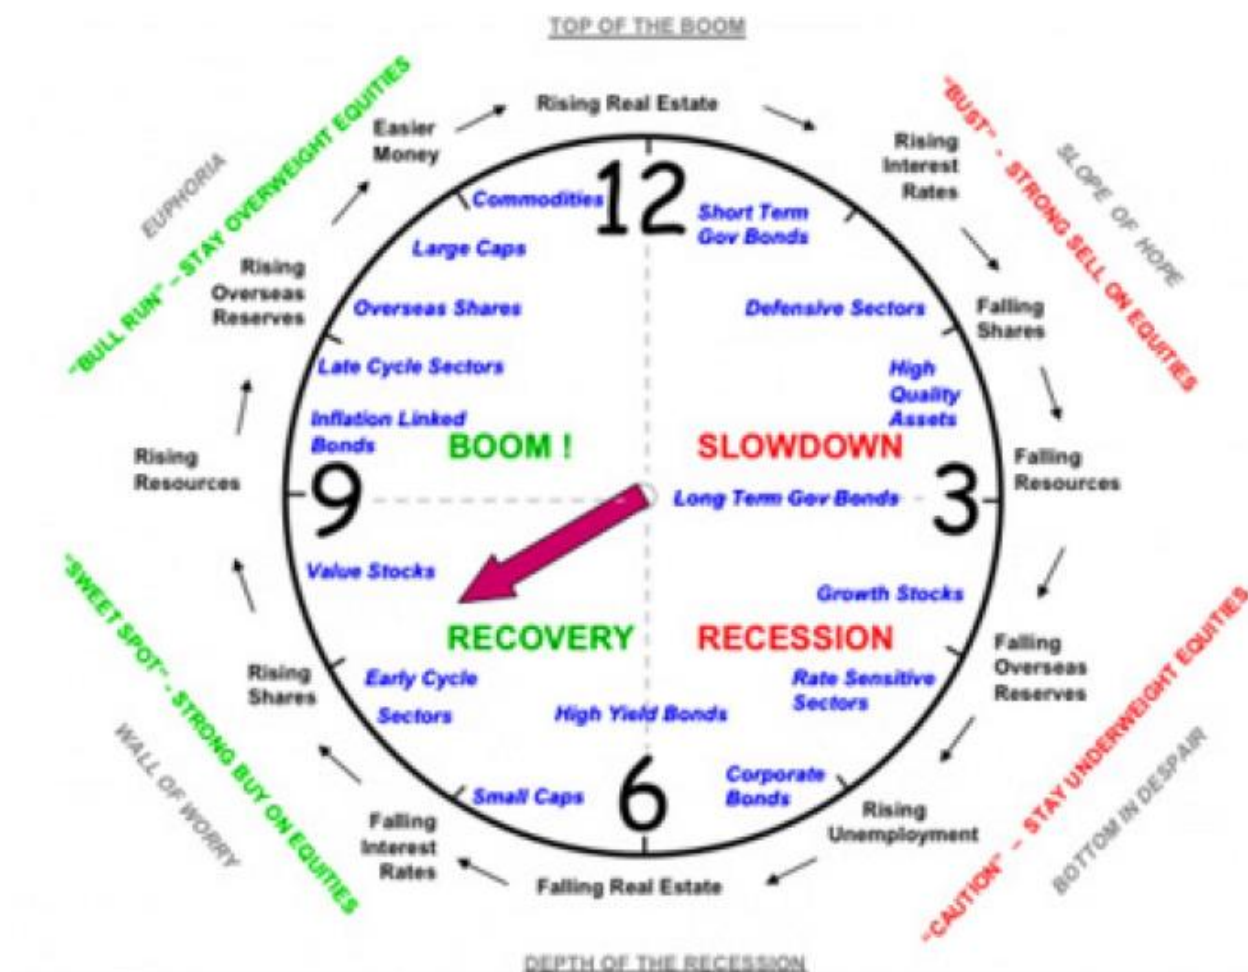 TOP OF THE BOOM
Rising Real Estate
Easier
Money
Rising
Interest
Rates
"BULL RUN" – STAY OVERWEIGHT EQUITIES
EUPHORIA
"BUST" - STRONG SELL ON EQUITIES
SLOPE OF HOPE
12
Commodities
Short Term
Gov Bonds
Large Caps
Rising
Overseas
Reserves
Overseas Shares
Defensive Sectors
Falling
Shares
Late Cycle Sectors
High
Quality
Assets
Inflation Linked
Bonds
BOOM !
SLOWDOWN
Rising
Resources
9
Long Term Gov Bonds
3
Falling
Resources
Value Stocks
Growth Stocks
RECOVERY
RECESSION
Rising
Shares
Early Cycle
Sectors
High Yield Bonds
Rate Sensitive
Sectors
Falling
Overseas
Reserves
Small Caps
6
Corporate
Bonds
Rising
Unemployment
Falling
Interest
Rates
Falling Real Estate
"SWEET SPOT" - STRONG BUY ON EQUITIES
WALL OF WORRY
"CAUTION" – STAY UNDERWEIGHT EQUITIES
BOTTOM IN DESPAIR
DEPTH OF THE RECESSION